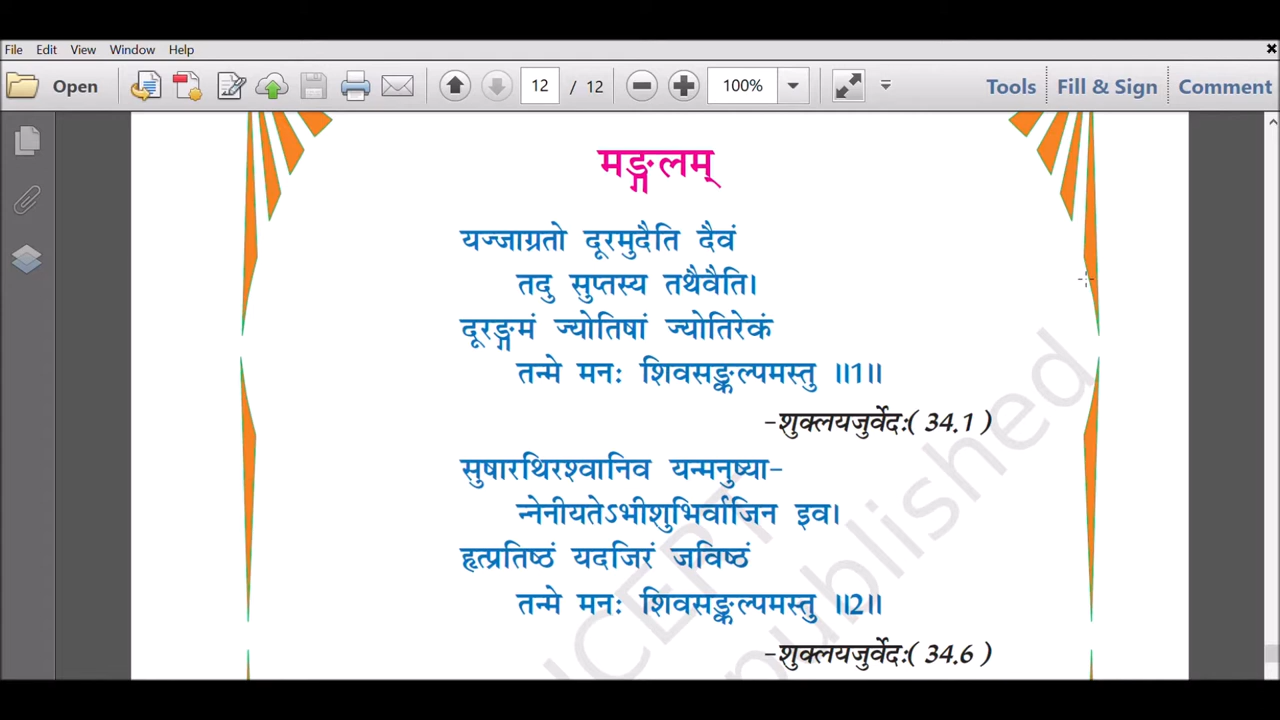 File Edit View Window Help
Open 12 / 12 100% Tools Fill & Sign Comment
मङ्गलम्
यज्जाग्रतो दूरमुदैति दैवं
तदु सुप्तस्य तथैवैति।
दूरङ्गमं ज्योतिषां ज्योतिरेकं
तन्मे मनः शिवसङ्कल्पमस्तु ॥1॥
-शुक्लयजुर्वेदः( 34.1 )
सुषारथिरश्वानिव यन्मनुष्या-
न्नेनीयतेऽभीशुभिर्वाजिन इव।
हृत्प्रतिष्ठं यदजिरं जविष्ठं
तन्मे मनः शिवसङ्कल्पमस्तु ॥2॥
-शुक्लयजुर्वेदः( 34.6 )
NCERT
published